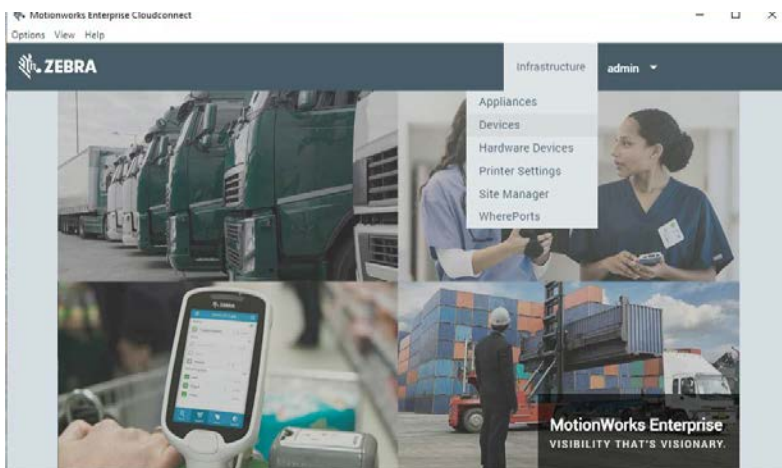 Motionworks Enterprise Cloudconnect
Options View Help
ZEBRA
Infrastructure
admin
Appliances
Devices
Hardware Devices
Printer Settings
Site Manager
WherePorts
MotionWorks Enterprise
VISIBILITY THAT'S VISIONARY.